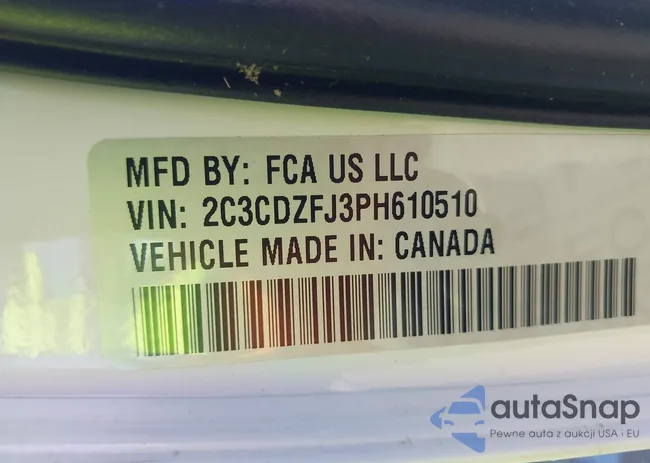 MFD BY: FCA US LLC
VIN: 2C3CDZFJ3PH610510
VEHICLE MADE IN: CANADA
autaSnap
Pewne auta z aukcji USA i EU